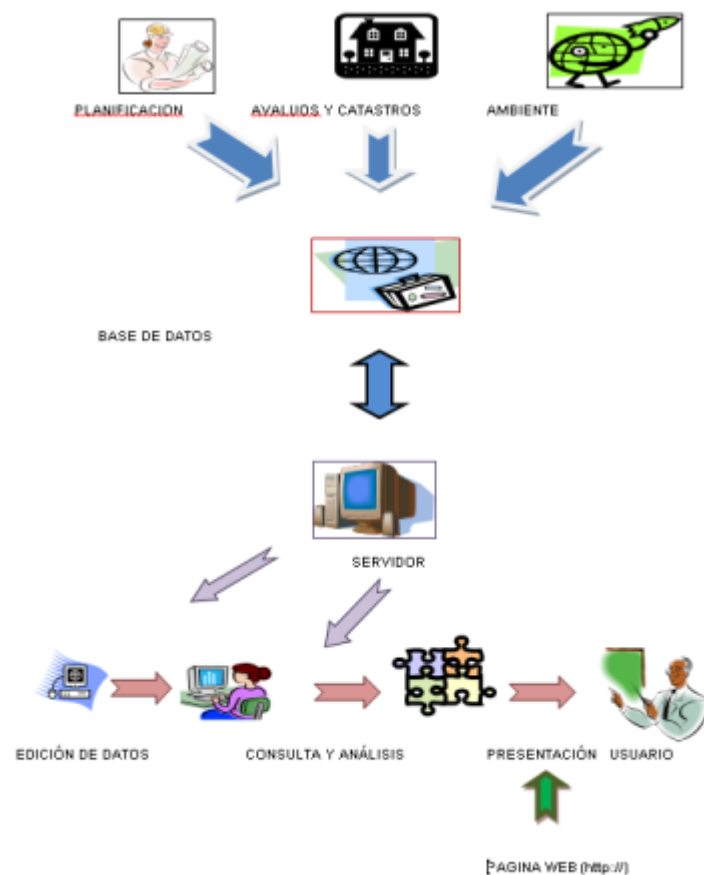 PLANIFICACION
AVALUOS Y CATASTROS
AMBIENTE
BASE DE DATOS
SERVIDOR
EDICIÓN DE DATOS
CONSULTA Y ANÁLISIS
PRESENTACIÓN
USUARIO
PAGINA WEB (http://)